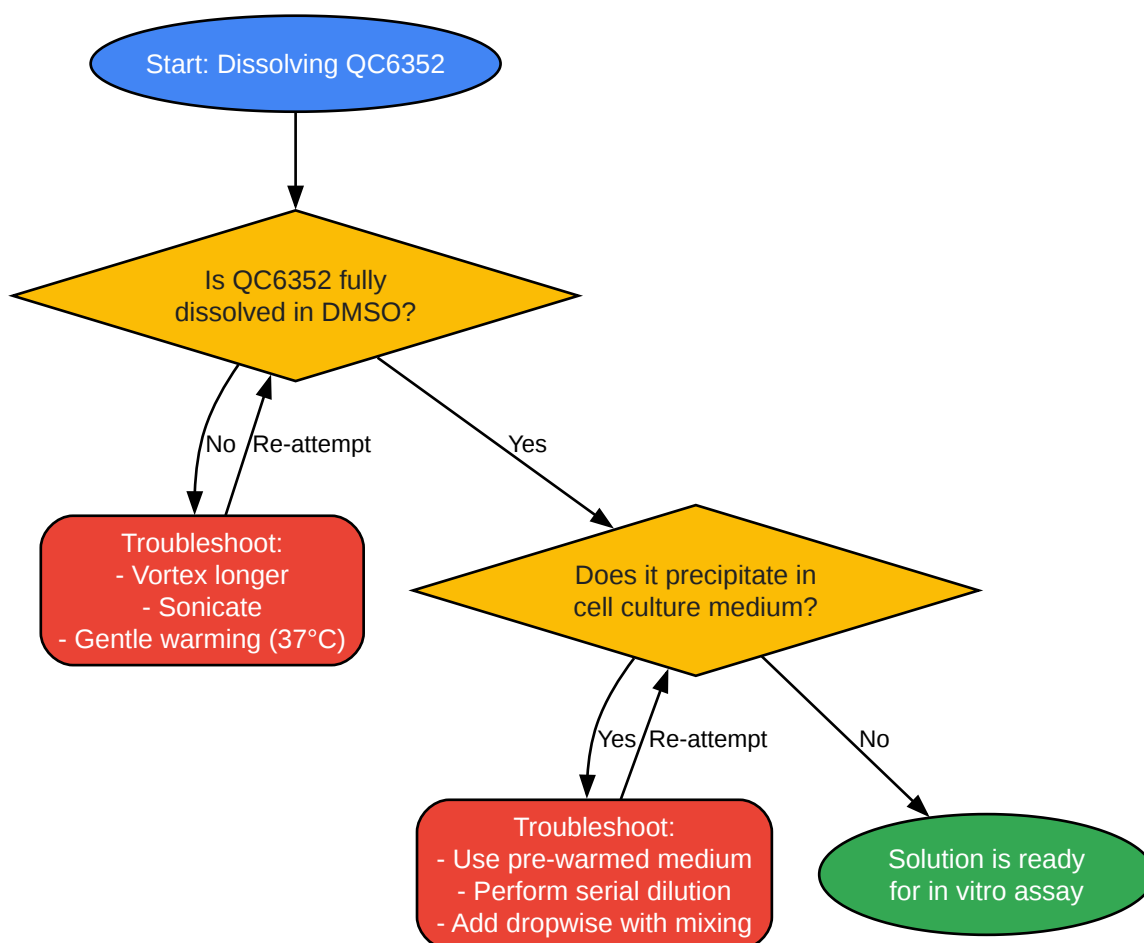 Start: Dissolving QC6352
Is QC6352 fully
dissolved in DMSO?
No
Re-attempt
Yes
Troubleshoot:
- Vortex longer
- Sonicate
- Gentle warming (37°C)
Does it precipitate in
cell culture medium?
Yes
Re-attempt
No
Troubleshoot:
- Use pre-warmed medium
- Perform serial dilution
- Add dropwise with mixing
Solution is ready
for in vitro assay